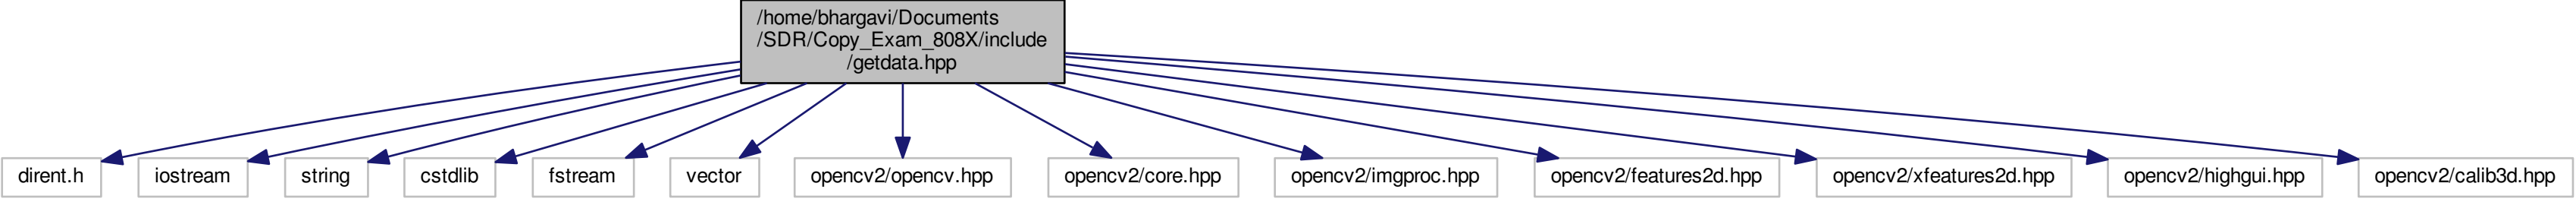 /home/bhargavi/Documents
/SDR/Copy_Exam_808X/include
/getdata.hpp
dirent.h
iostream
string
cstdlib
fstream
vector
opencv2/opencv.hpp
opencv2/core.hpp
opencv2/imgproc.hpp
opencv2/features2d.hpp
opencv2/xfeatures2d.hpp
opencv2/highgui.hpp
opencv2/calib3d.hpp